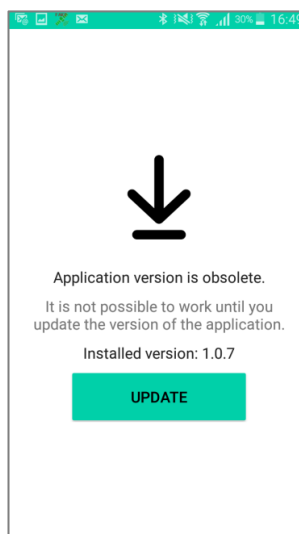 30% 16:49
Application version is obsolete.
It is not possible to work until you
update the version of the application.
Installed version: 1.0.7
UPDATE